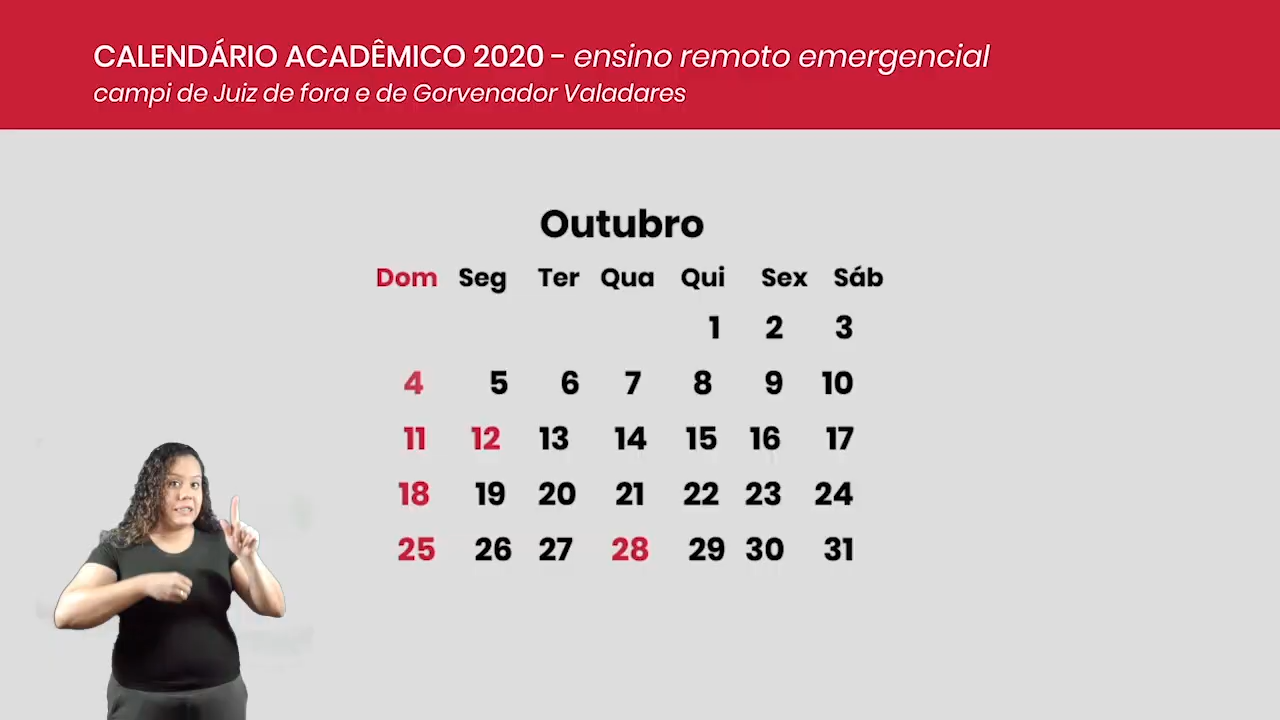 CALENDÁRIO ACADÊMICO 2020 - ensino remoto emergencial
campi de Juiz de fora e de Gorvenador Valadares
Outubro
Dom Seg Ter Qua Qui Sex Sáb
1 2 3
4 5 6 7 8 9 10
11 12 13 14 15 16 17
18 19 20 21 22 23 24
25 26 27 28 29 30 31